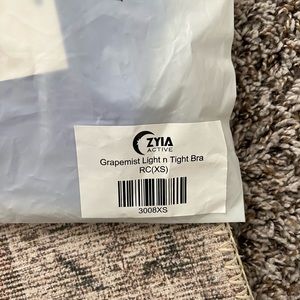 ZYIA
ACTIVE
Grapemist Light n Tight Bra
RC(XS)
3008XS